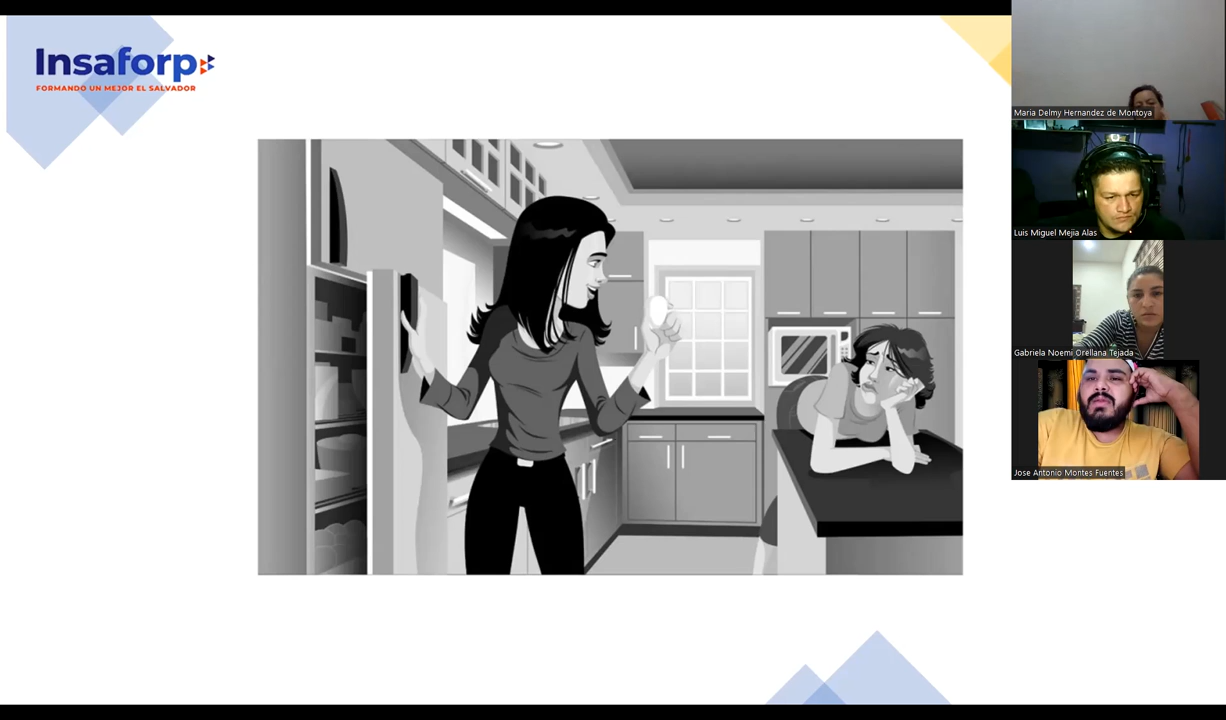 Insaforp
FORMANDO UN MEJOR EL SALVADOR
Maria Delmy Hernandez de Montoya
Luis Miguel Mejia Alas
Gabriela Noemi Orellana Tejada
Jose Antonio Montes Fuentes